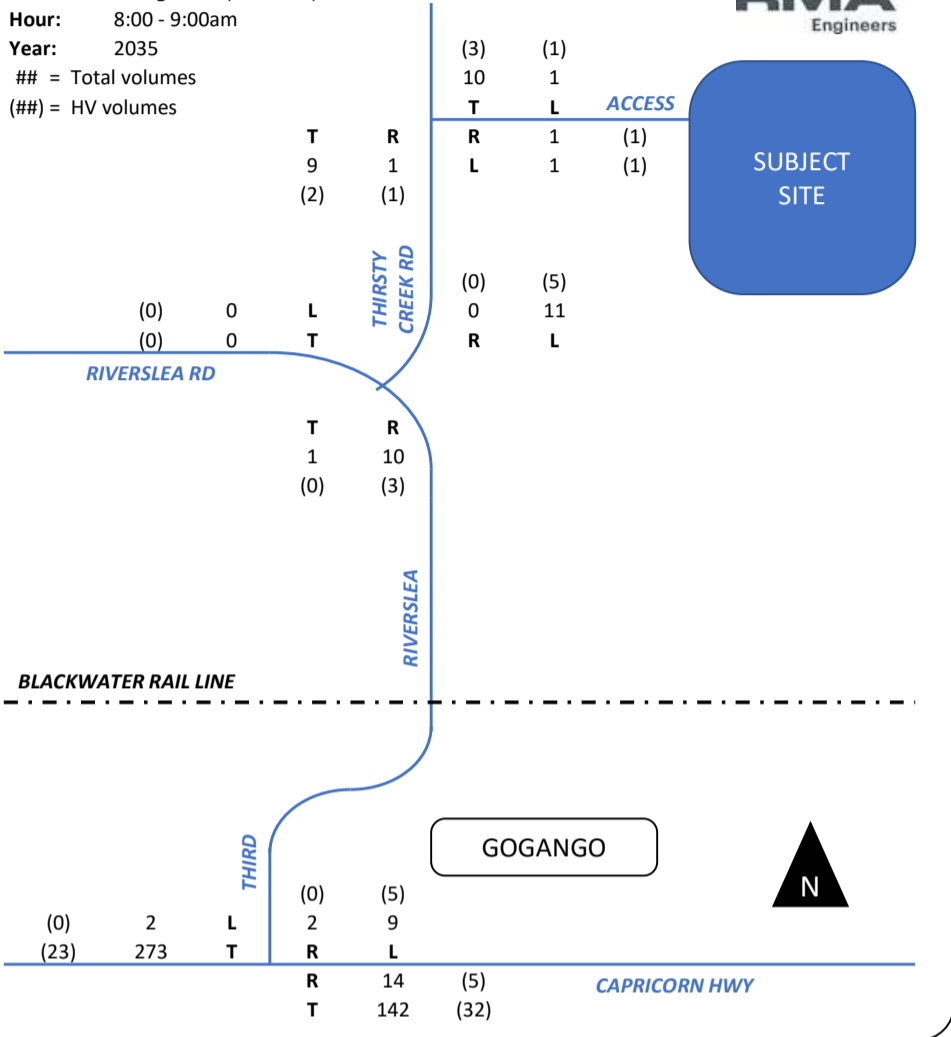 Hour: 8:00 - 9:00am
Year: 2035
## = Total volumes
(##) = HV volumes
Engineers
(3) (1)
10 1
T L ACCESS
T R R 1 (1)
9 1 L 1 (1)
(2) (1)
SUBJECT
SITE
THIRSTY
CREEK RD
(0) (5)
(0) 0 L 0 11
(0) 0 T R L
RIVERSLEA RD
T R
1 10
(0) (3)
RIVERSLEA
BLACKWATER RAIL LINE
THIRD
GOGANGO
N
(0) (5)
(0) 2 L 2 9
(23) 273 T R L
R 14 (5)
T 142 (32)
CAPRICORN HWY